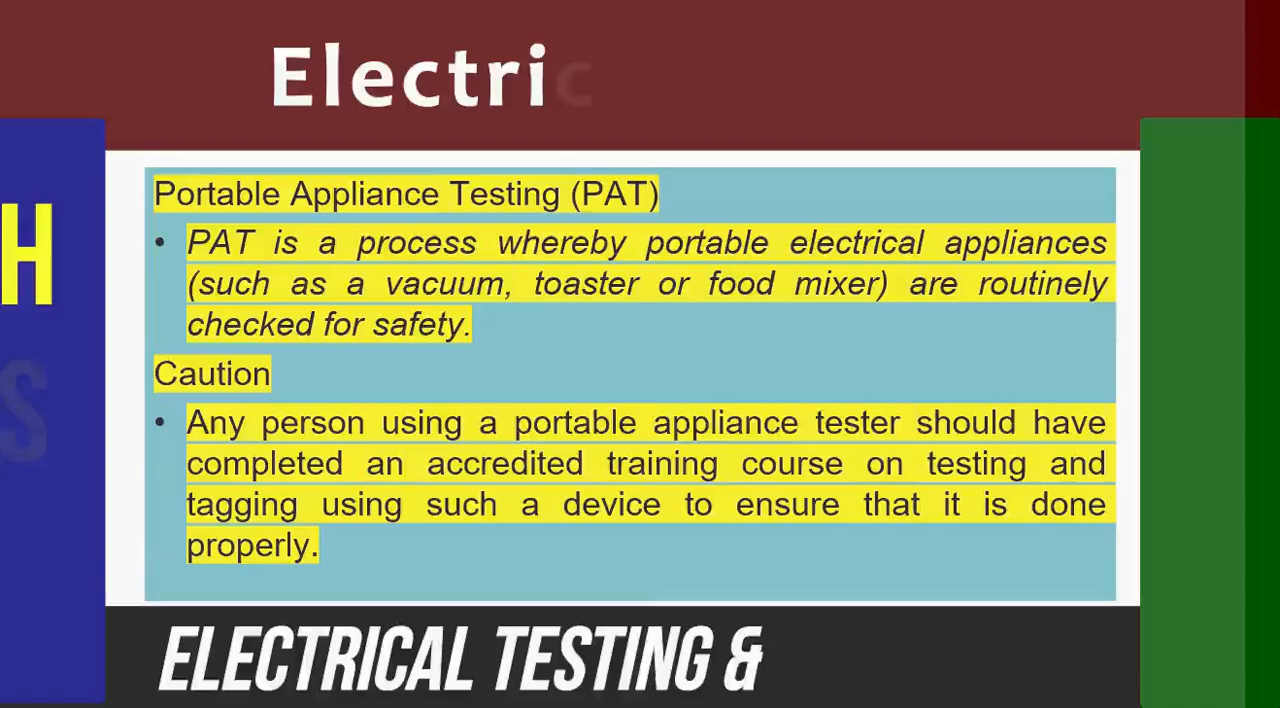 Electric
H
S
Portable Appliance Testing (PAT)
• PAT is a process whereby portable electrical appliances
(such as a vacuum, toaster or food mixer) are routinely
checked for safety.
Caution
• Any person using a portable appliance tester should have
completed an accredited training course on testing and
tagging using such a device to ensure that it is done
properly.
ELECTRICAL TESTING &